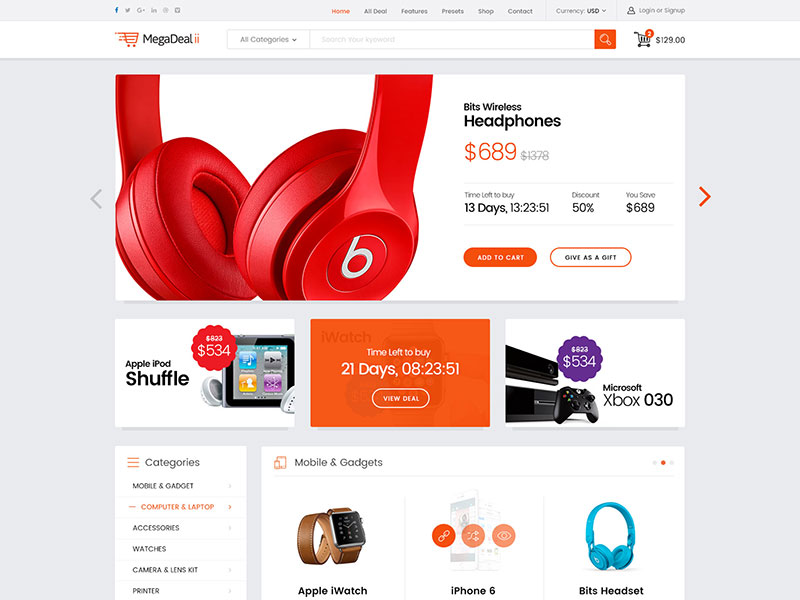 Home All Deal Features Presets Shop Contact Currency: USD Login or Signup
MegaDeal ii All Categories Search Your kyeword 2 $129.00
Bits Wireless
Headphones
$689 $1378
Time Left to buy Discount You Save
13 Days, 13:23:51 50% $689
ADD TO CART GIVE AS A GIFT
b
$823
$534
Apple iPod
Shuffle
iWatch
Time Left to buy
21 Days, 08:23:51
VIEW DEAL
$823
$534
Microsoft
Xbox 030
Categories
MOBILE & GADGET
COMPUTER & LAPTOP
ACCESSORIES
WATCHES
CAMERA & LENS KIT
PRINTER
Mobile & Gadgets
Apple iWatch iPhone 6 Bits Headset